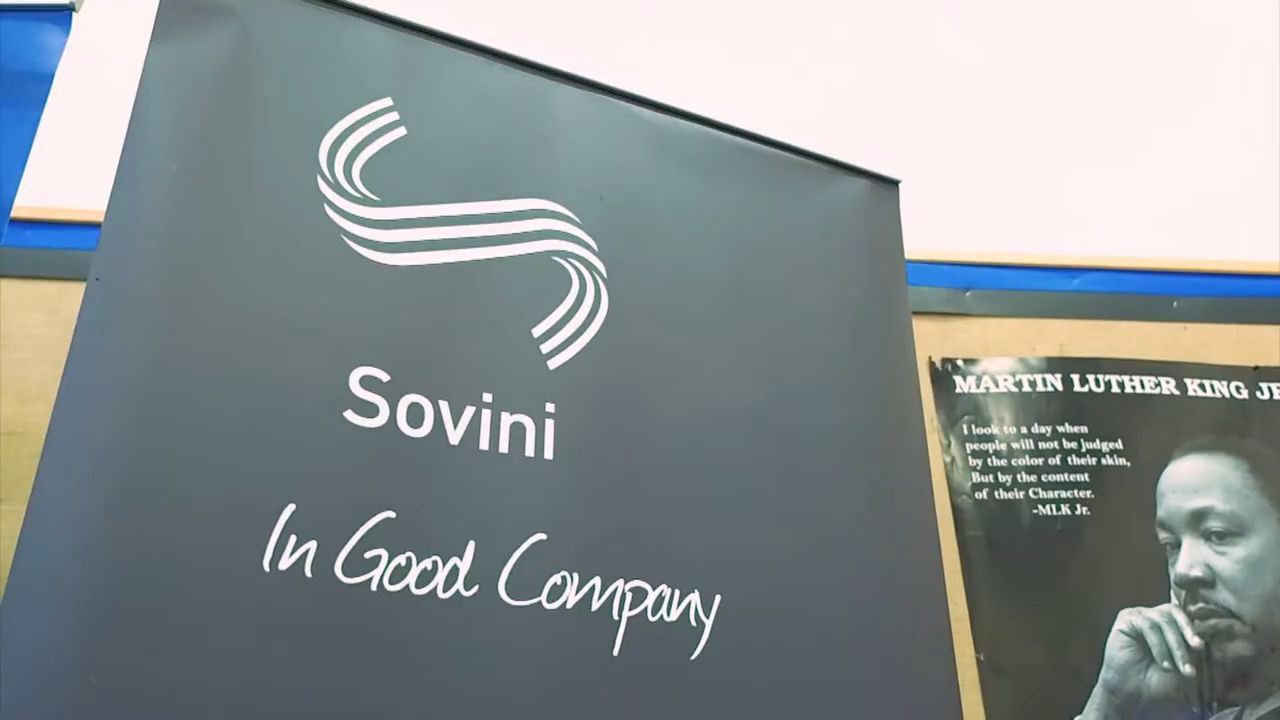 Sovini
In Good Company
MARTIN LUTHER KING JR
I look to a day when
people will not be judged
by the color of their skin,
But by the content
of their Character.
-MLK Jr.